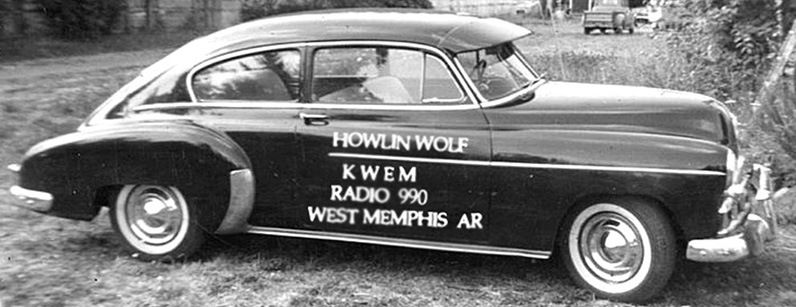 HOWLIN WOLF
KWEM
RADIO 990
WEST MEMPHIS AR